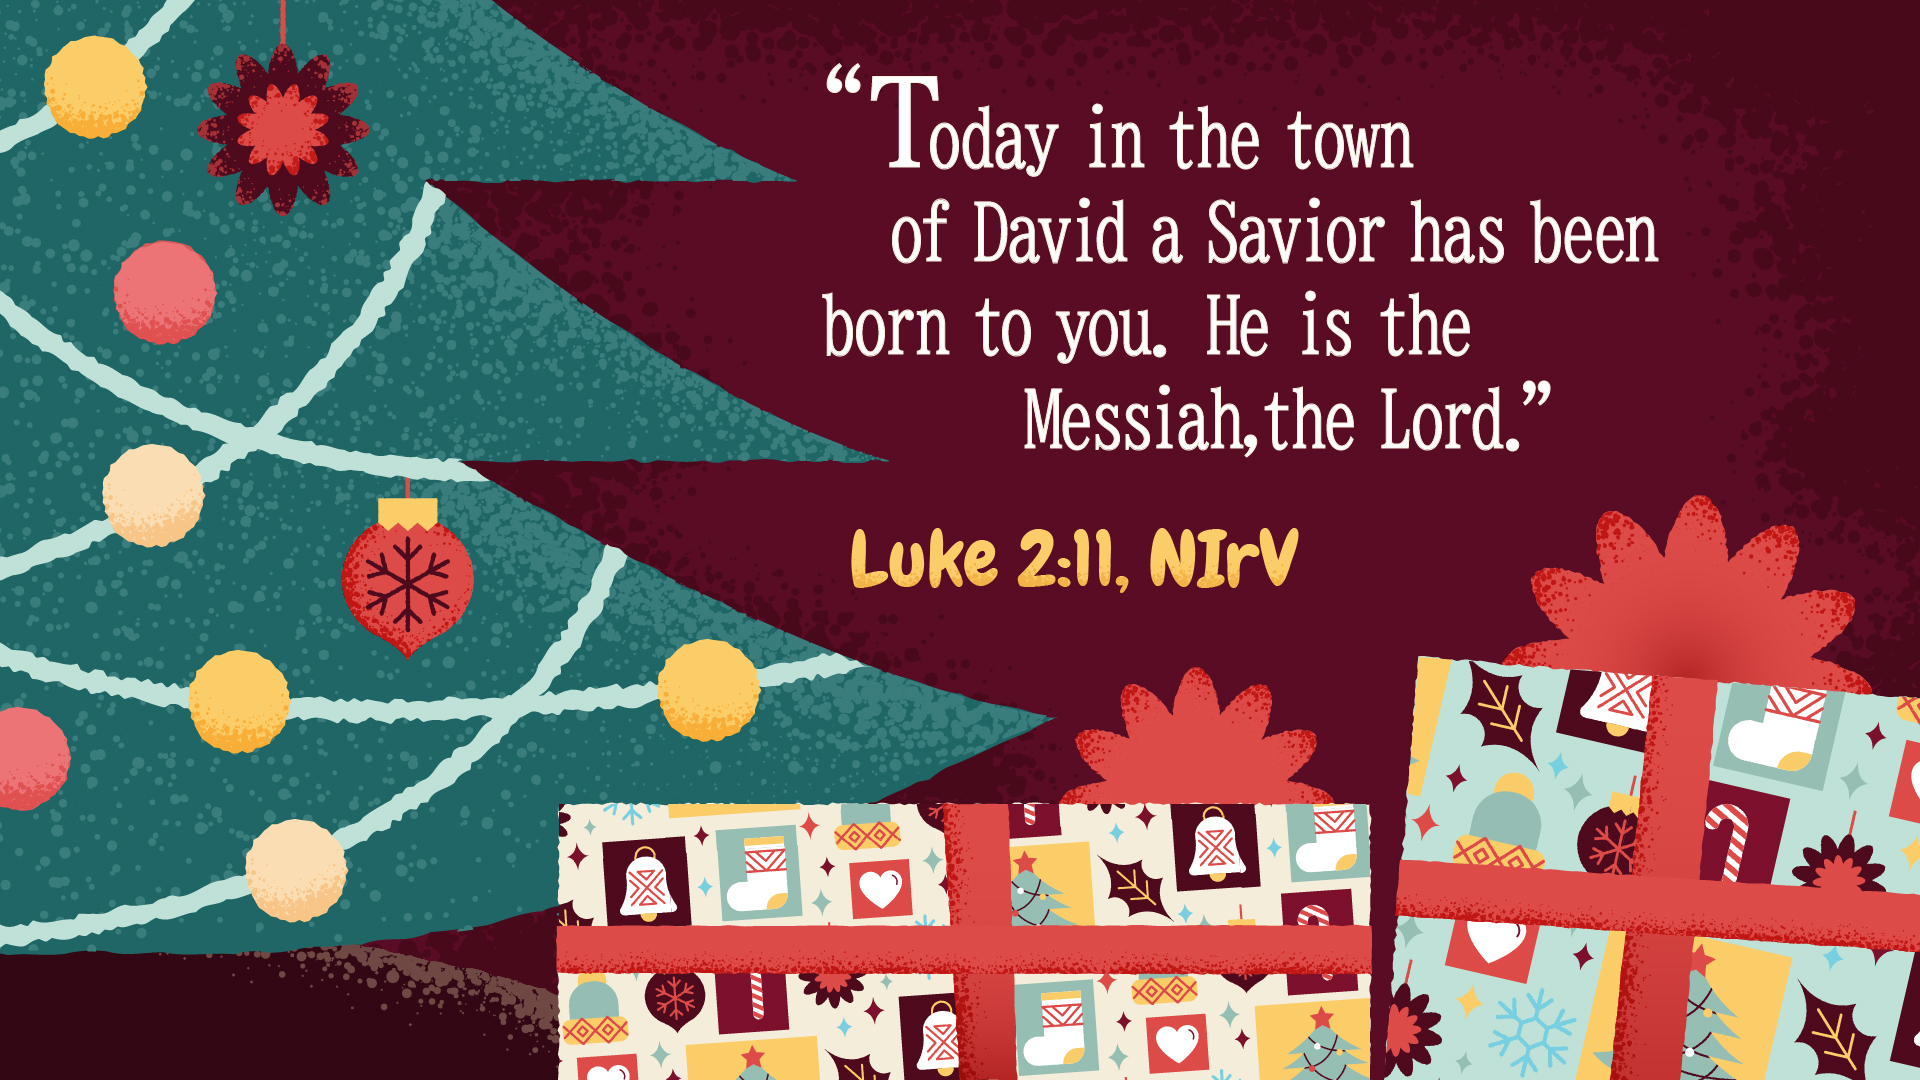 “Today in the town
of David a Savior has been
born to you. He is the
Messiah,the Lord.”
Luke 2:11, NIrV